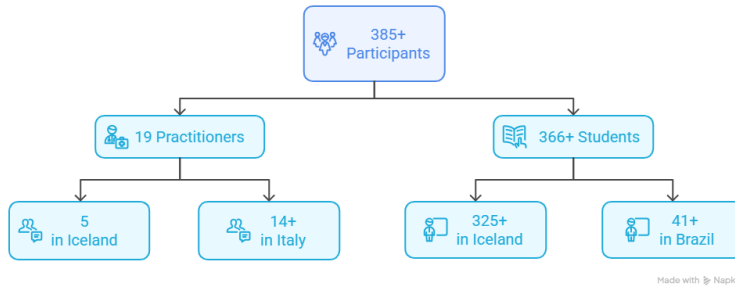 385+
Participants
19 Practitioners
366+ Students
5
in Iceland
14+
in Italy
325+
in Iceland
41+
in Brazil
Made with Napk